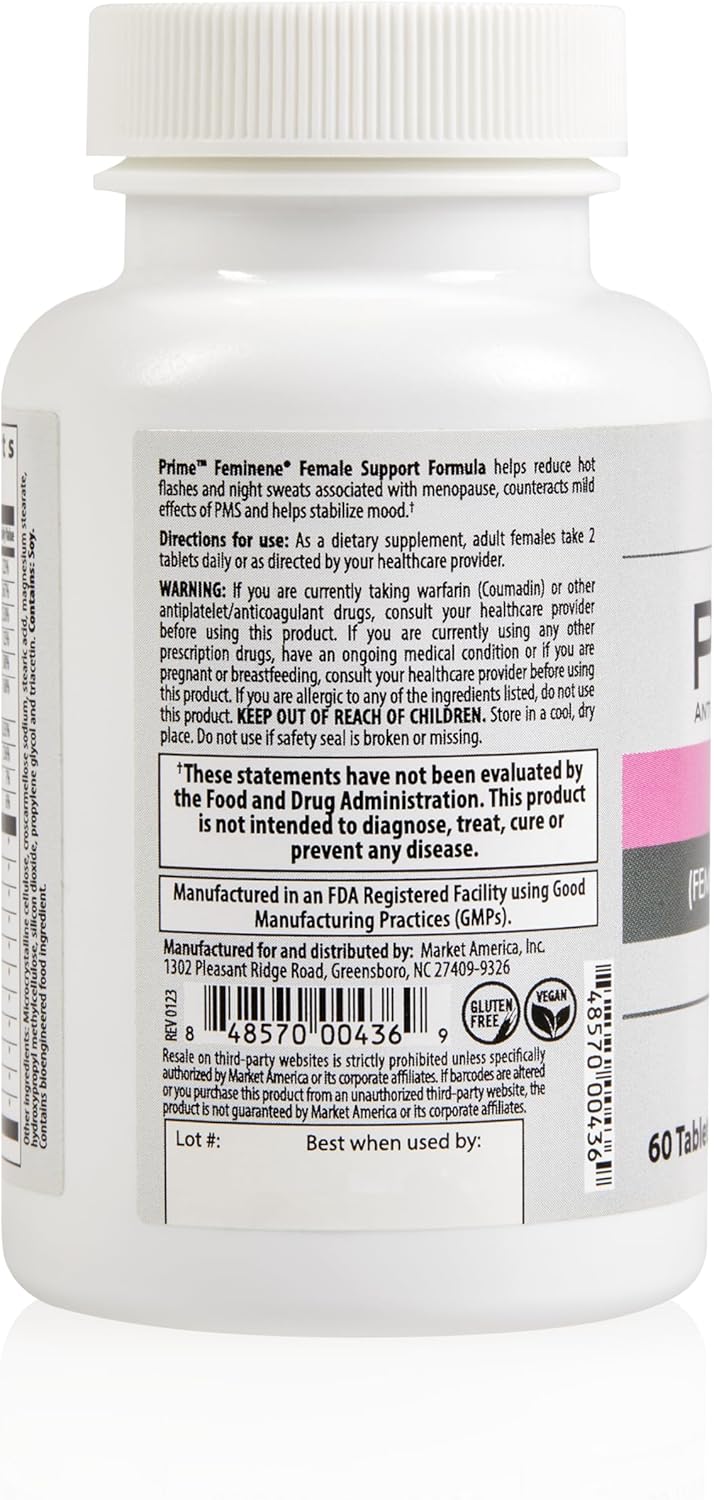 Prime™ Feminene® Female Support Formula helps reduce hot
flashes and night sweats associated with menopause, counteracts mild
effects of PMS and helps stabilize mood.†
Directions for use: As a dietary supplement, adult females take 2
tablets daily or as directed by your healthcare provider.
WARNING: If you are currently taking warfarin (Coumadin) or other
antiplatelet/anticoagulant drugs, consult your healthcare provider
before using this product. If you are currently using any other
prescription drugs, have an ongoing medical condition or if you are
pregnant or breastfeeding, consult your healthcare provider before using
this product. If you are allergic to any of the ingredients listed, do not use
this product. KEEP OUT OF REACH OF CHILDREN. Store in a cool, dry
place. Do not use if safety seal is broken or missing.
†These statements have not been evaluated by
the Food and Drug Administration. This product
is not intended to diagnose, treat, cure or
prevent any disease.
Manufactured in an FDA Registered Facility using Good
Manufacturing Practices (GMPs).
Manufactured for and distributed by: Market America, Inc.
1302 Pleasant Ridge Road, Greensboro, NC 27409-9326
REV 0123
8 48570 00436 9
GLUTEN
FREE
VEGAN
Resale on third-party websites is strictly prohibited unless specifically
authorized by Market America or its corporate affiliates. If barcodes are altered
or you purchase this product from an unauthorized third-party website, the
product is not guaranteed by Market America or its corporate affiliates.
Lot #: Best when used by:
48570 00436
Other ingredients: Microcrystalline cellulose, croscarmellose sodium, stearic acid, magnesium stearate,
hydroxypropyl methylcellulose, silicon dioxide, propylene glycol and triacetin. Contains: Soy.
Contains bioengineered food ingredient.
P
ANT
(FEM
60 Table